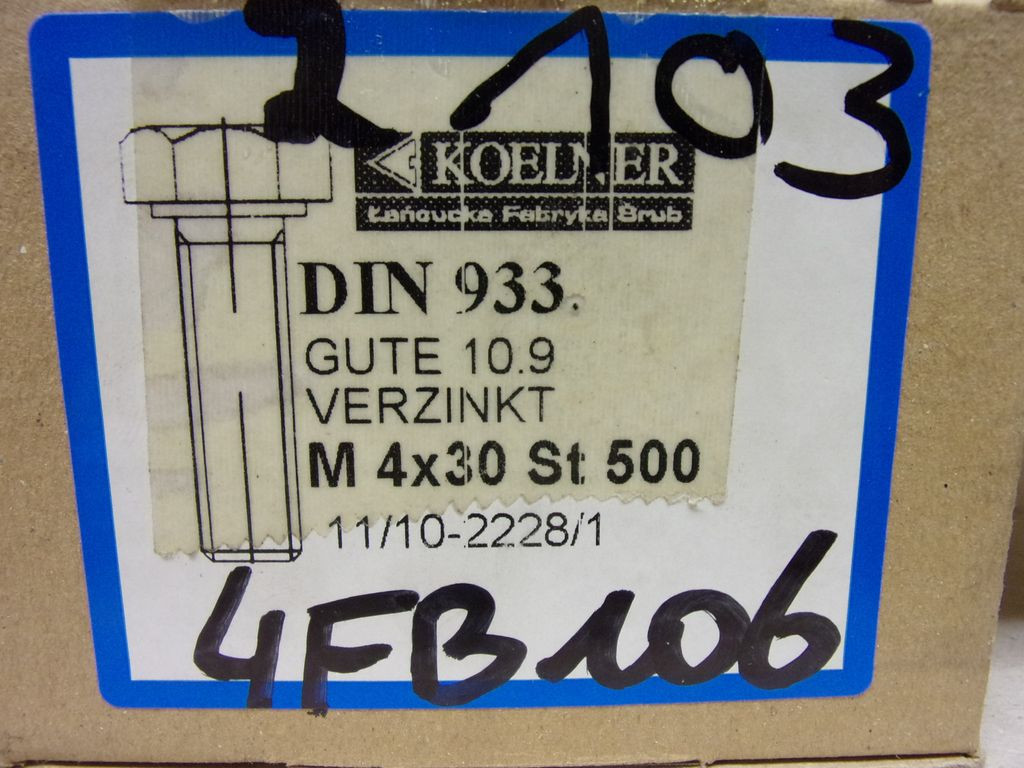 2103
KOELNER
Łańcucka Fabryka Śrub
DIN 933.
GUTE 10.9
VERZINKT
M 4x30 St 500
11/10-2228/1
4FB106